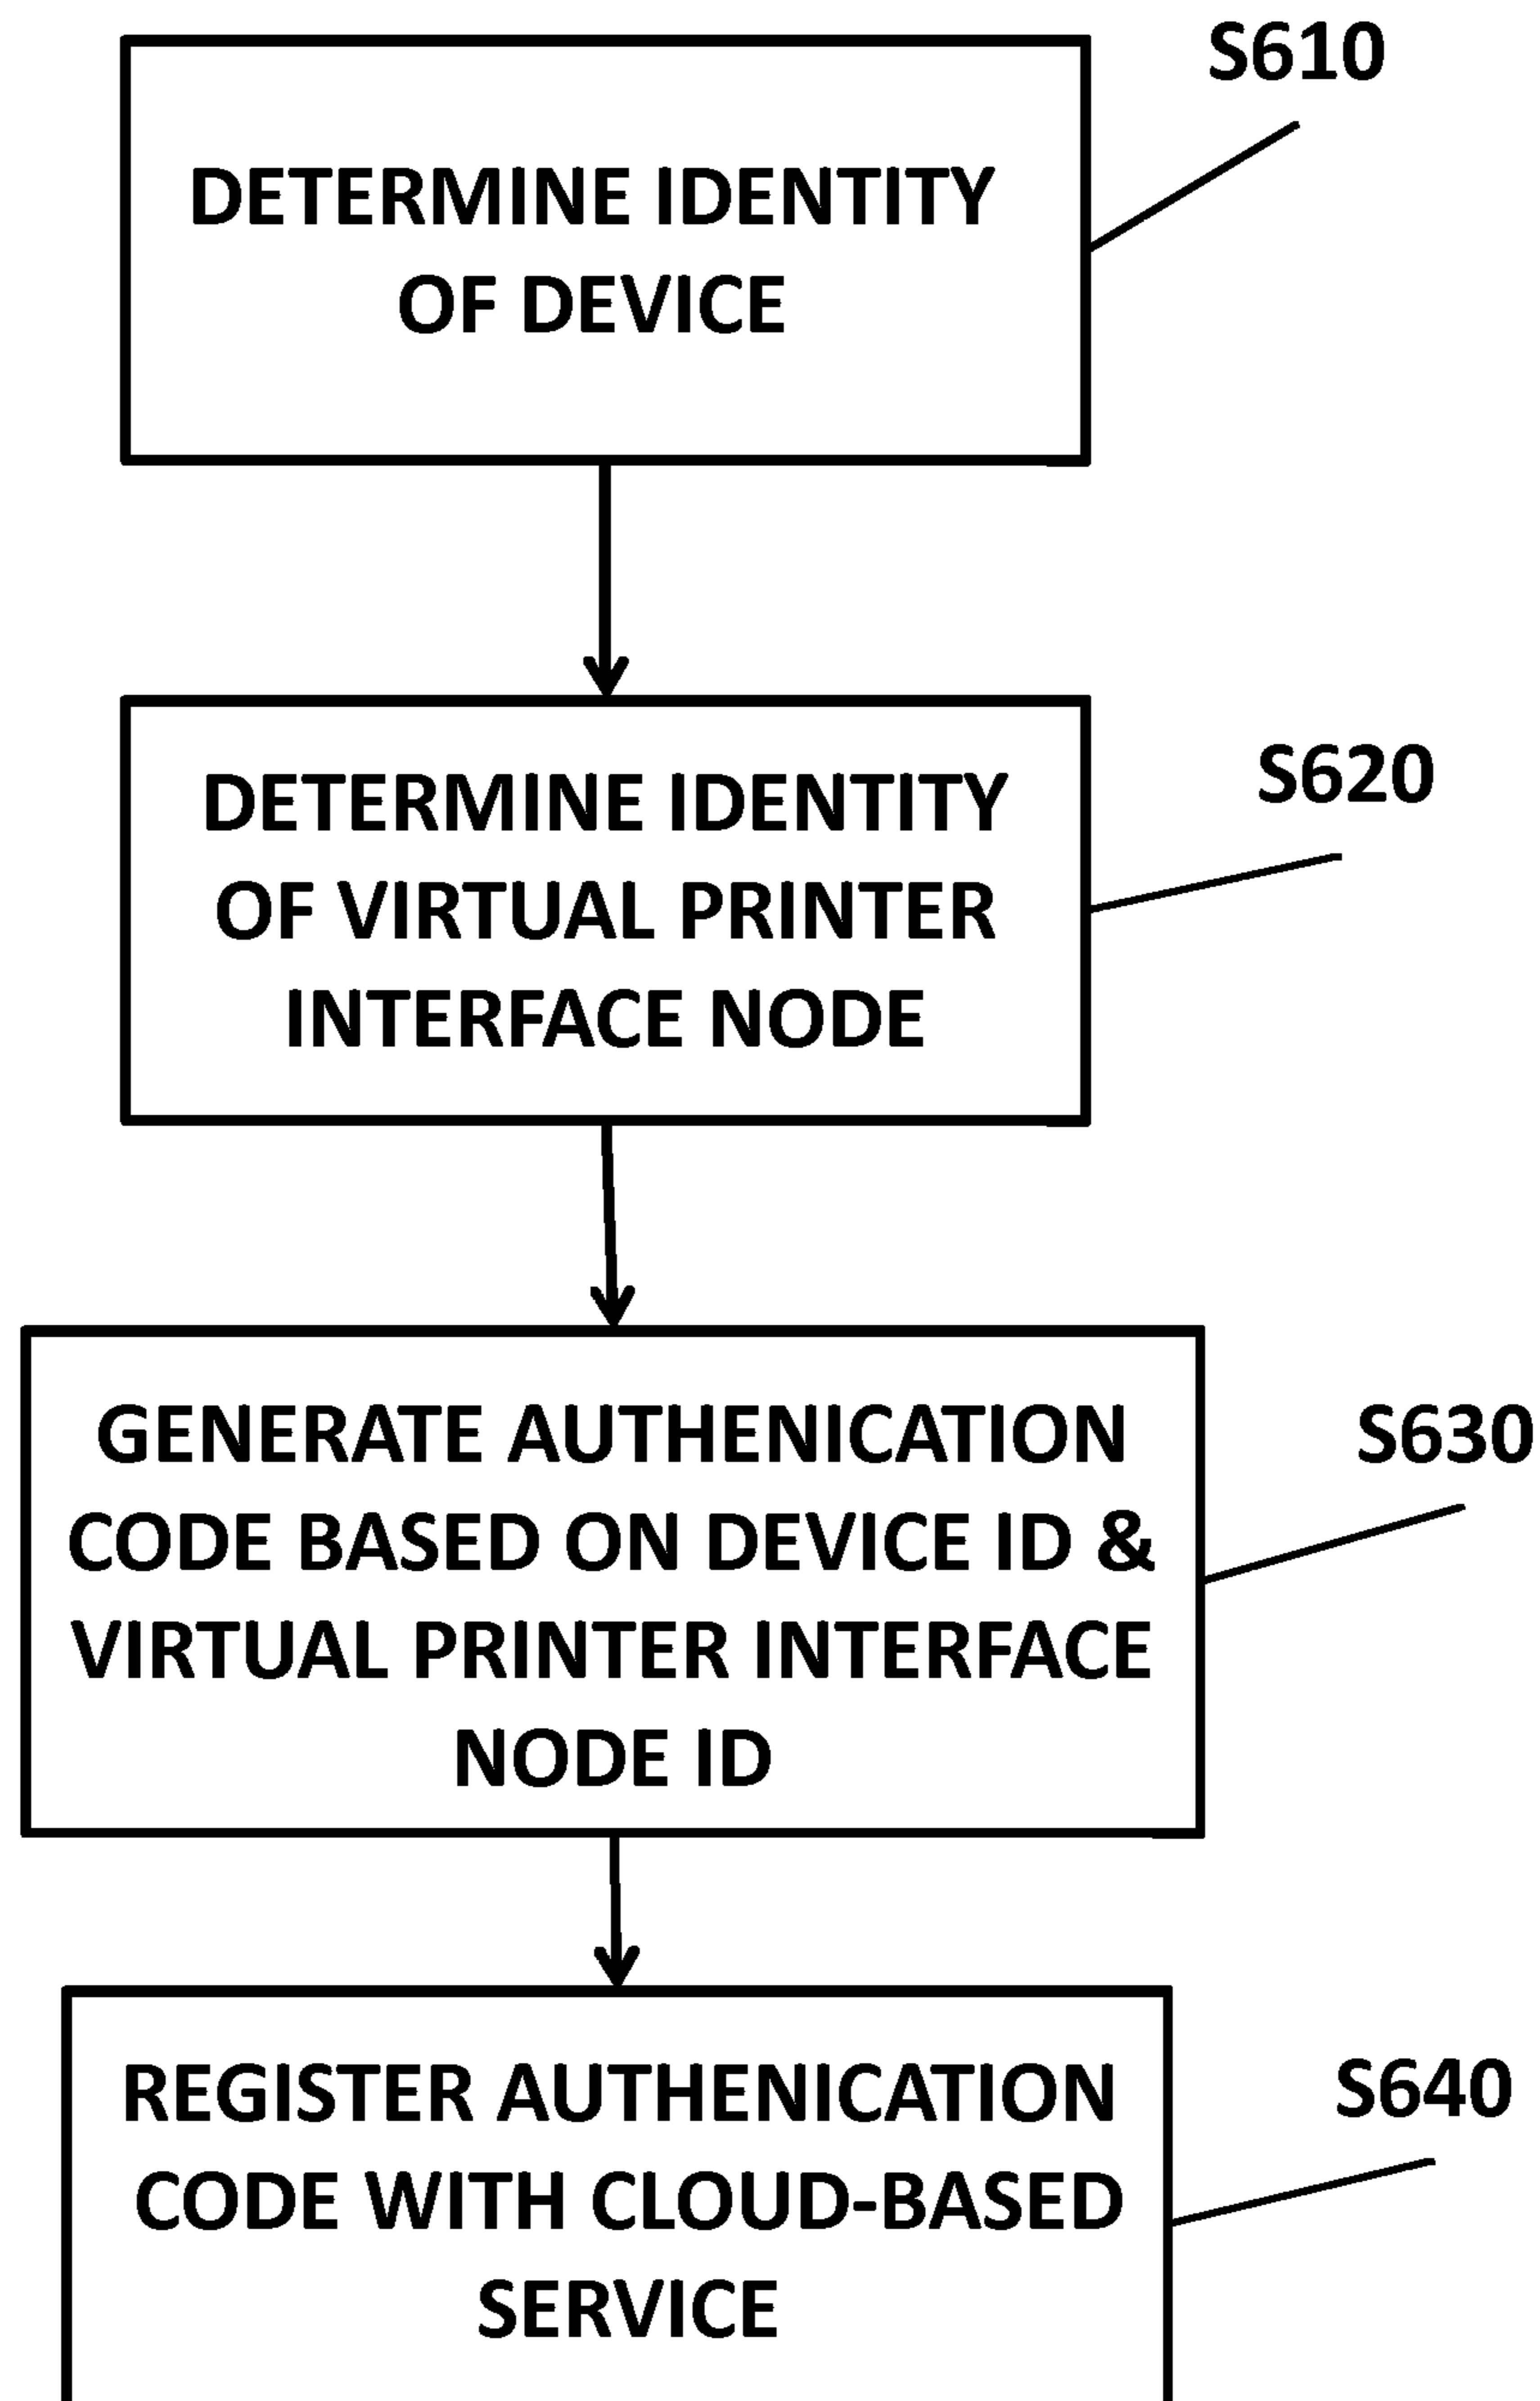 S610
DETERMINE IDENTITY
OF DEVICE
S620
DETERMINE IDENTITY
OF VIRTUAL PRINTER
INTERFACE NODE
S630
GENERATE AUTHENICATION
CODE BASED ON DEVICE ID &
VIRTUAL PRINTER INTERFACE
NODE ID
S640
REGISTER AUTHENICATION
CODE WITH CLOUD-BASED
SERVICE